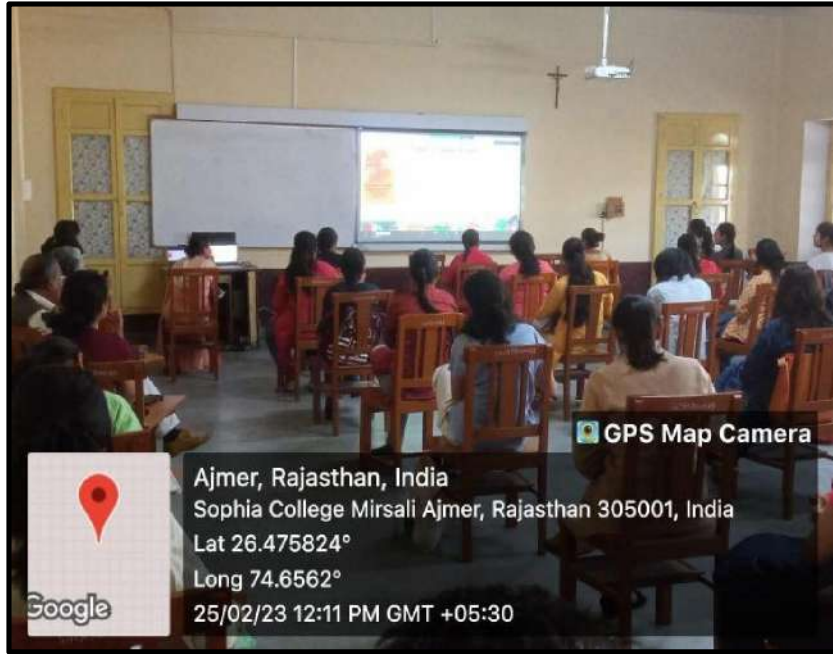 GPS Map Camera
Ajmer, Rajasthan, India
Sophia College Mirsali Ajmer, Rajasthan 305001, India
Lat 26.475824°
Long 74.6562°
25/02/23 12:11 PM GMT +05:30
Google